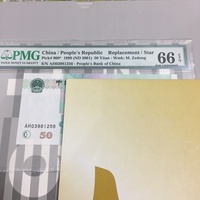 PMG
China / People's Republic Replacement / Star
Pick# 900* 1999 (ND 2001) 50 Yuan - Wmk: M. Zedong
S/N AH03981250 - People's Bank of China
66 EPQ
50
AH03981250